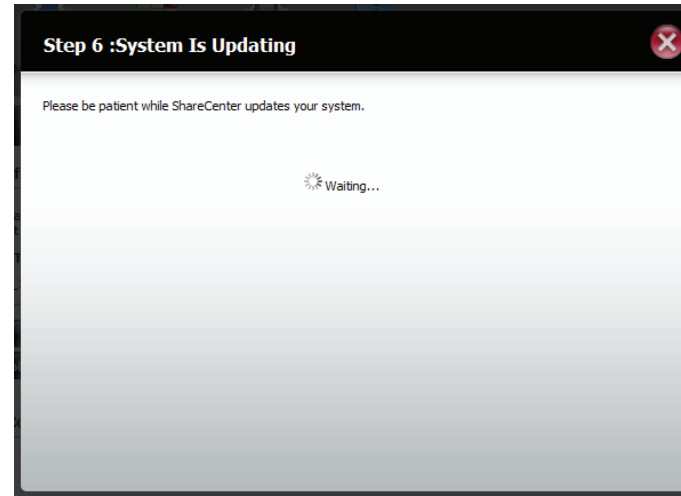 Step 6 :System Is Updating
Please be patient while ShareCenter updates your system.
Waiting...